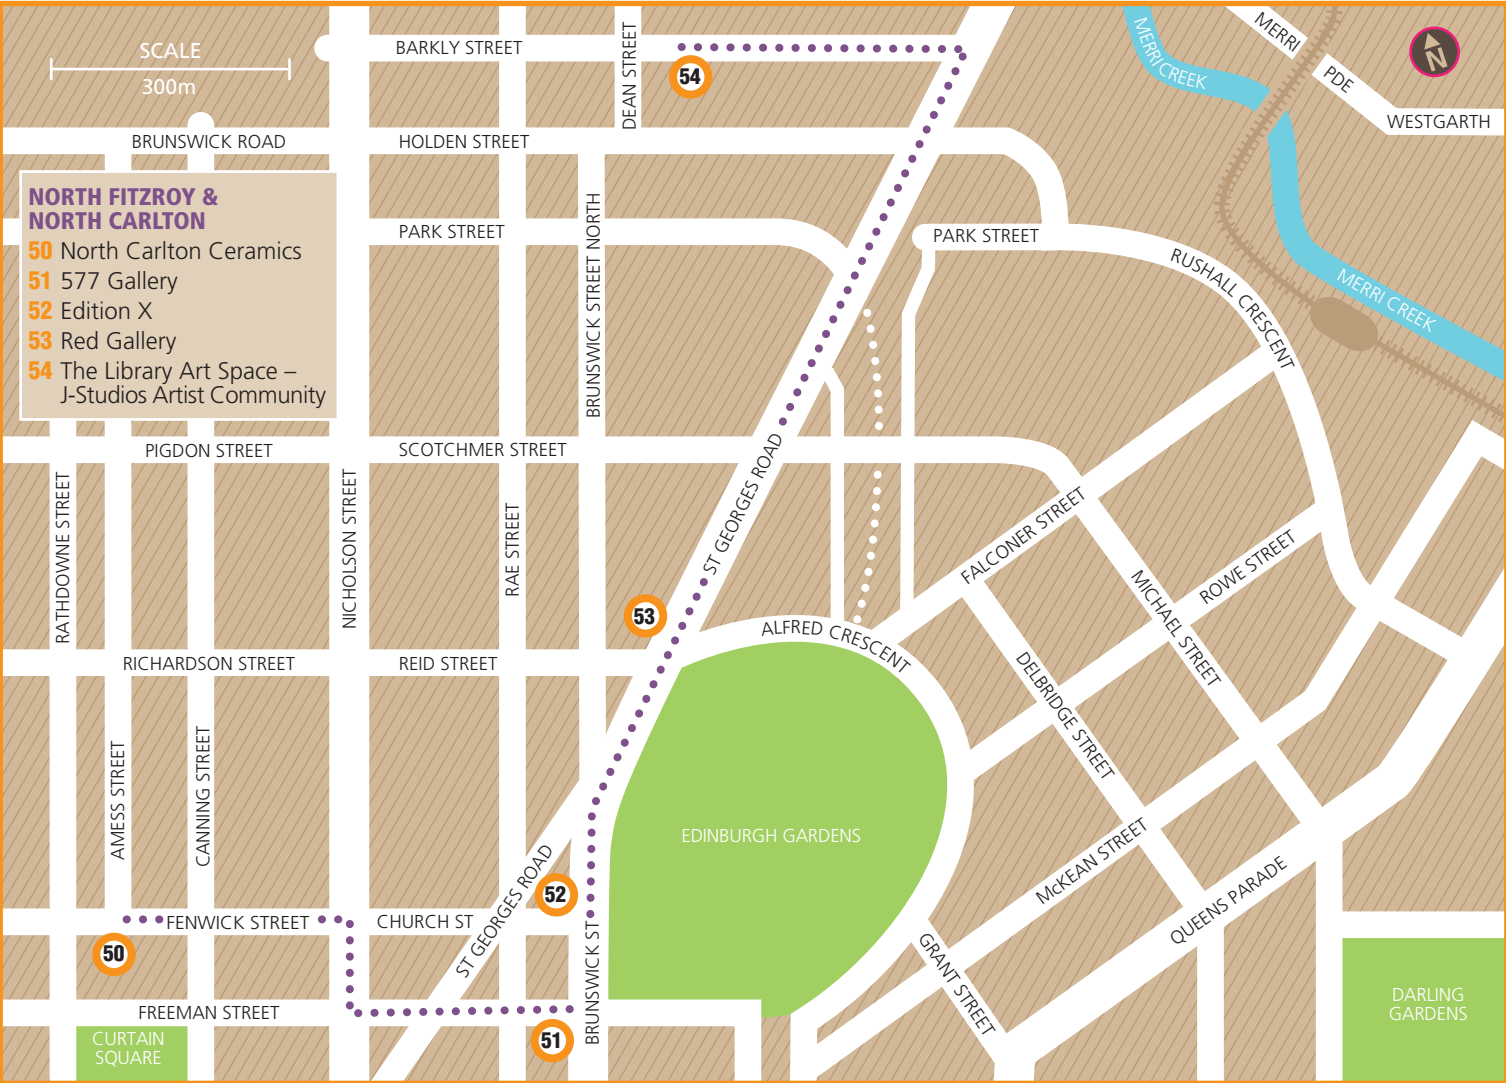 SCALE
300m
BARKLY STREET
DEAN STREET
54
MERRI CREEK
MERRI
PDE
WESTGARTH
N
BRUNSWICK ROAD
HOLDEN STREET
NORTH FITZROY &
NORTH CARLTON
50 North Carlton Ceramics
51 577 Gallery
52 Edition X
53 Red Gallery
54 The Library Art Space –
J-Studios Artist Community
PARK STREET
BRUNSWICK STREET NORTH
PARK STREET
RUSHALL CRESCENT
MERRI CREEK
PIGDON STREET
SCOTCHMER STREET
RATHDOWNE STREET
NICHOLSON STREET
RAE STREET
ST GEORGES ROAD
FALCONER STREET
ROWE STREET
MICHAEL STREET
53
ALFRED CRESCENT
RICHARDSON STREET
REID STREET
DELBRIDGE STREET
AMESS STREET
CANNING STREET
EDINBURGH GARDENS
McKEAN STREET
QUEENS PARADE
52
ST GEORGES ROAD
FENWICK STREET
CHURCH ST
BRUNSWICK ST
50
GRANT STREET
FREEMAN STREET
51
CURTAIN
SQUARE
DARLING
GARDENS